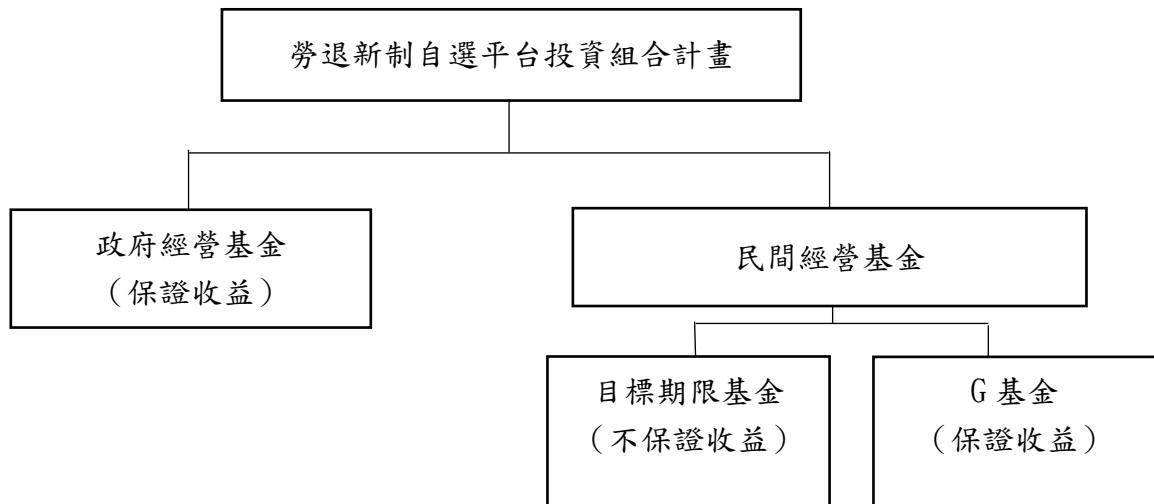 勞退新制自選平台投資組合計畫
政府經營基金
（保證收益）
民間經營基金
目標期限基金
（不保證收益）
G 基金
（保證收益）